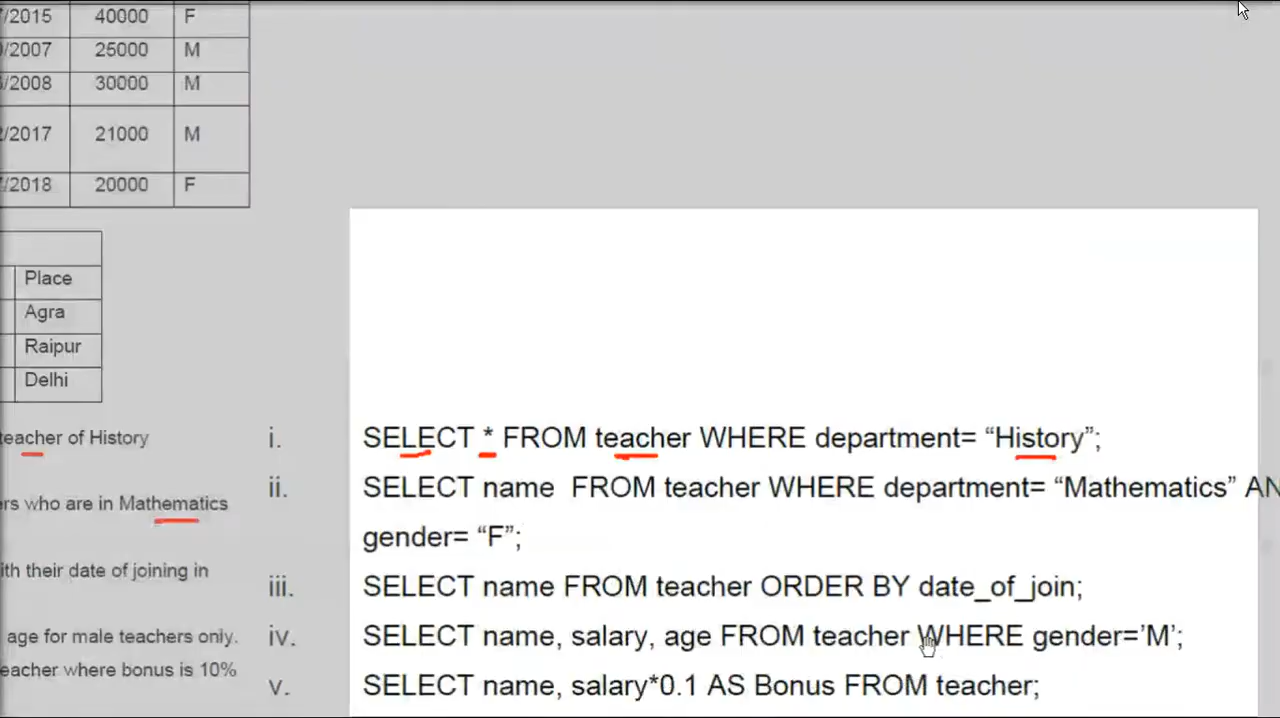 /2015 40000 F
/2007 25000 M
/2008 30000 M
/2017 21000 M
/2018 20000 F
Place
Agra
Raipur
Delhi
teacher of History
i. SELECT * FROM teacher WHERE department= “History”;
ii. SELECT name FROM teacher WHERE department= “Mathematics” AN
gender= “F”;
rs who are in Mathematics
ith their date of joining in
iii. SELECT name FROM teacher ORDER BY date_of_join;
age for male teachers only.
iv. SELECT name, salary, age FROM teacher WHERE gender=’M’;
eacher where bonus is 10%
v. SELECT name, salary*0.1 AS Bonus FROM teacher;